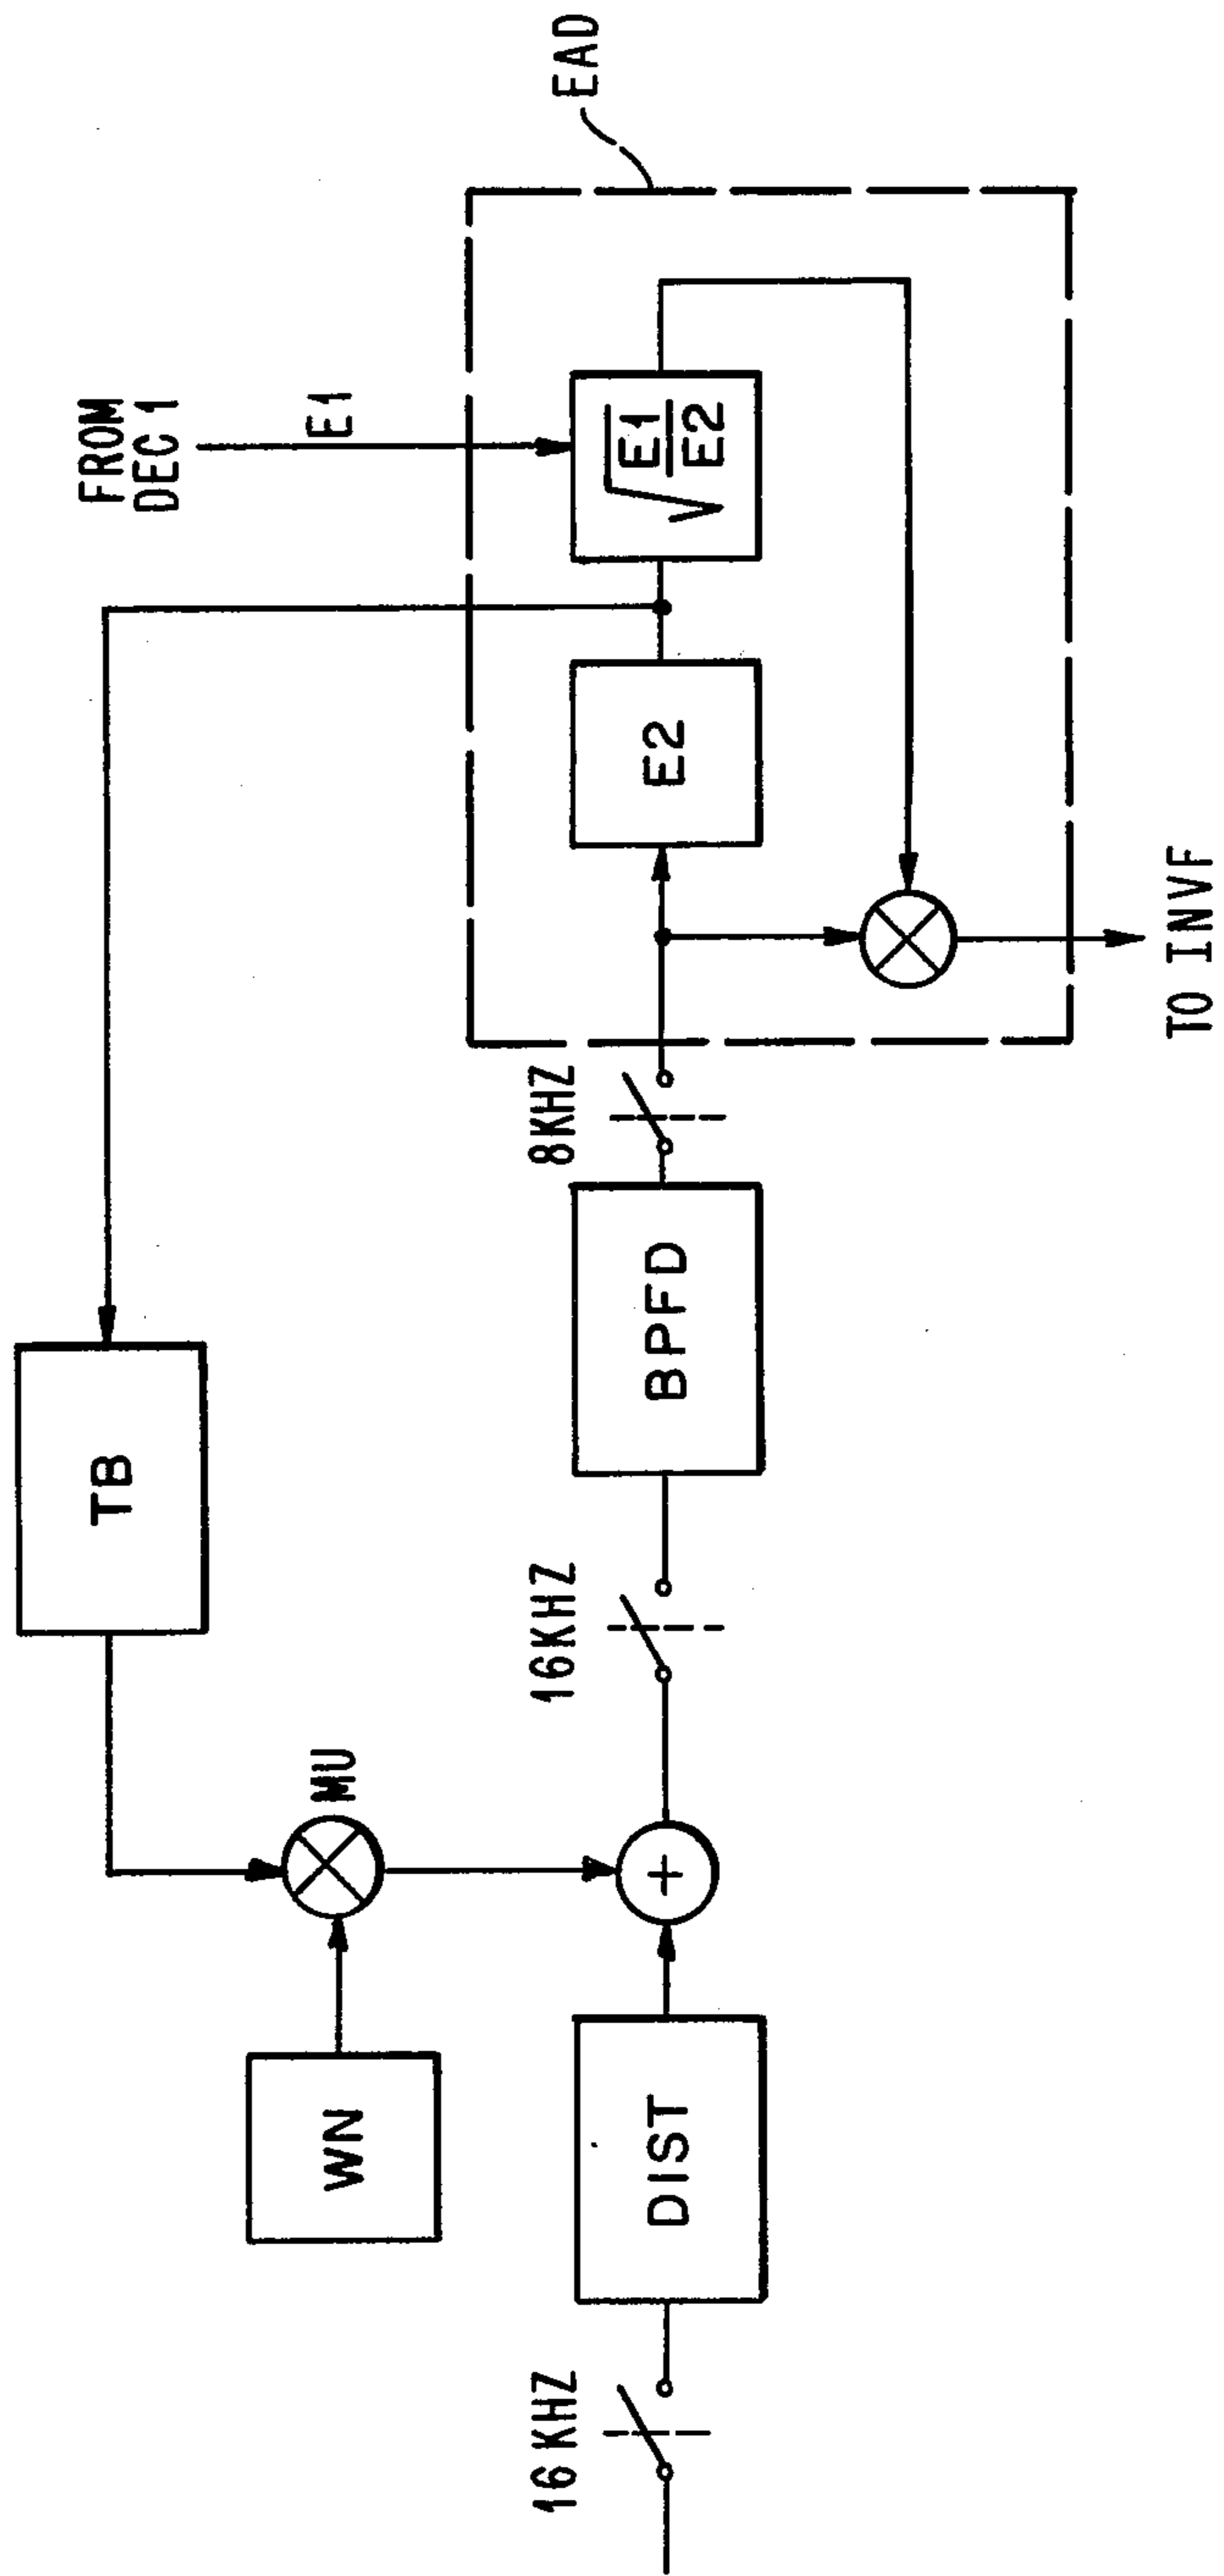 FROM
DEC 1
E1
EAD
TB
MU
WN
16 KHZ
DIST
+
16KHZ
BPFD
8KHZ
E2
√E1/E2
TO INVF